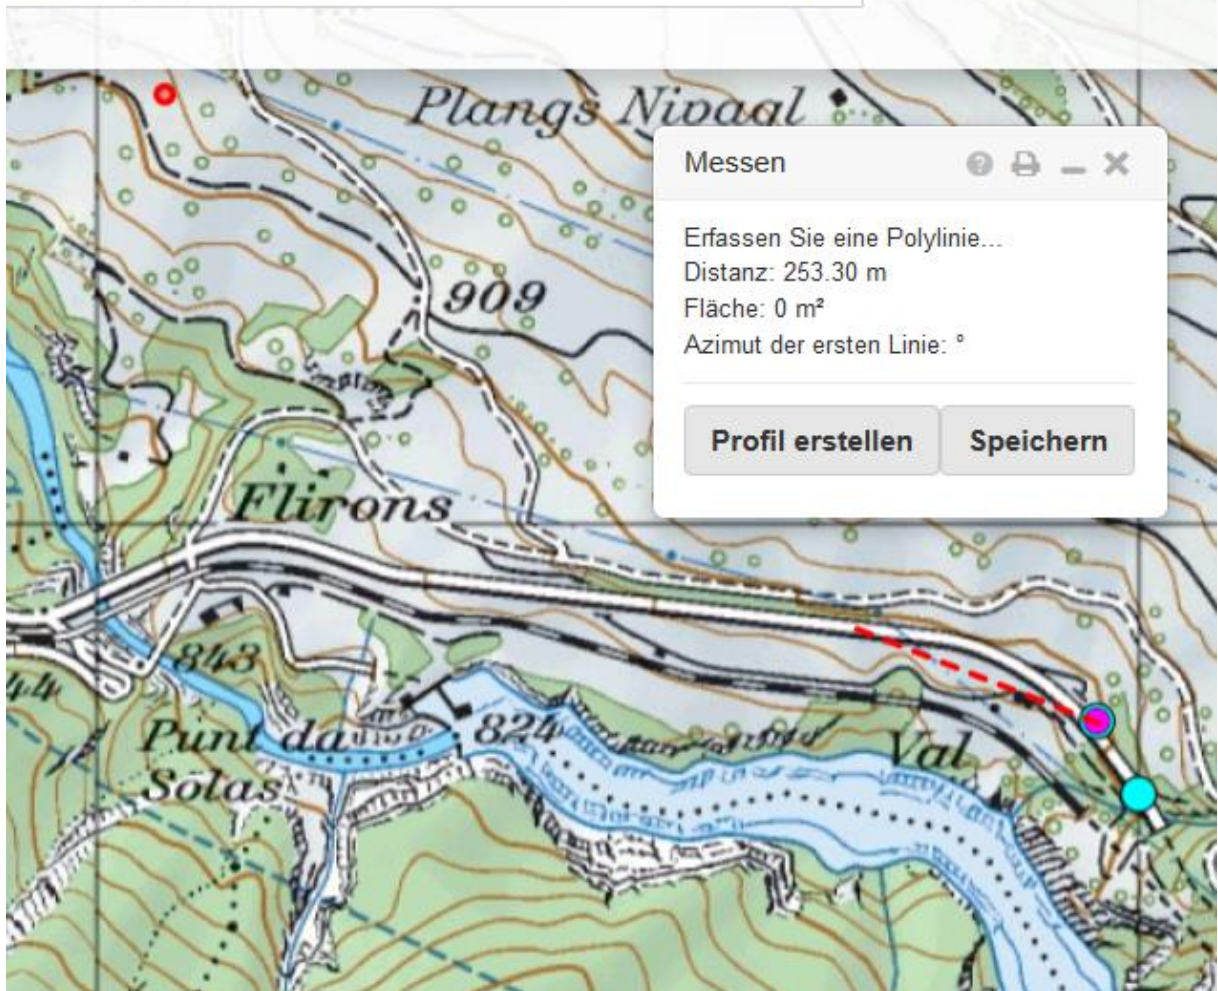 Plangs Nivagl
Messen
Erfassen Sie eine Polylinie...
Distanz: 253.30 m
Fläche: 0 m²
Azimut der ersten Linie: °
Profil erstellen
Speichern
909
Flirons
843
44
824
Punt da
Solas
Val